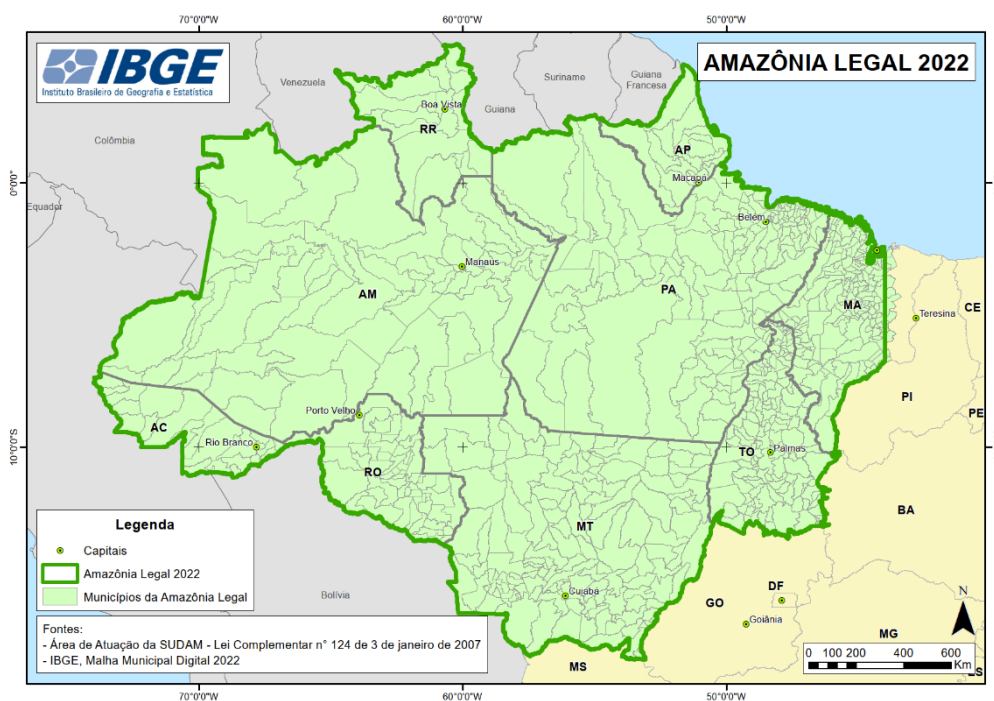 70°0'0"W 60°0'0"W 50°0'0"W
IBGE
Instituto Brasileiro de Geografia e Estatística
AMAZÔNIA LEGAL 2022
Venezuela
Suriname
Guiana
Francesa
Boa Vista
Guiana
RR
Colômbia
AP
Macapá
0°0'0"
Equador
Belém
Manaus
AM
PA
MA
Teresina
CE
PI
PE
Porto Velho
AC
Rio Branco
10°0'0"S
RO
TO
Palmas
BA
MT
Legenda
Capitais
Amazônia Legal 2022
Municípios da Amazônia Legal
Bolívia
Cuiabá
DF
GO
Goiânia
N
MG
MS
ES
Fontes:
- Área de Atuação da SUDAM - Lei Complementar n° 124 de 3 de janeiro de 2007
- IBGE, Malha Municipal Digital 2022
0 100 200 400 600
Km
70°0'0"W 60°0'0"W 50°0'0"W